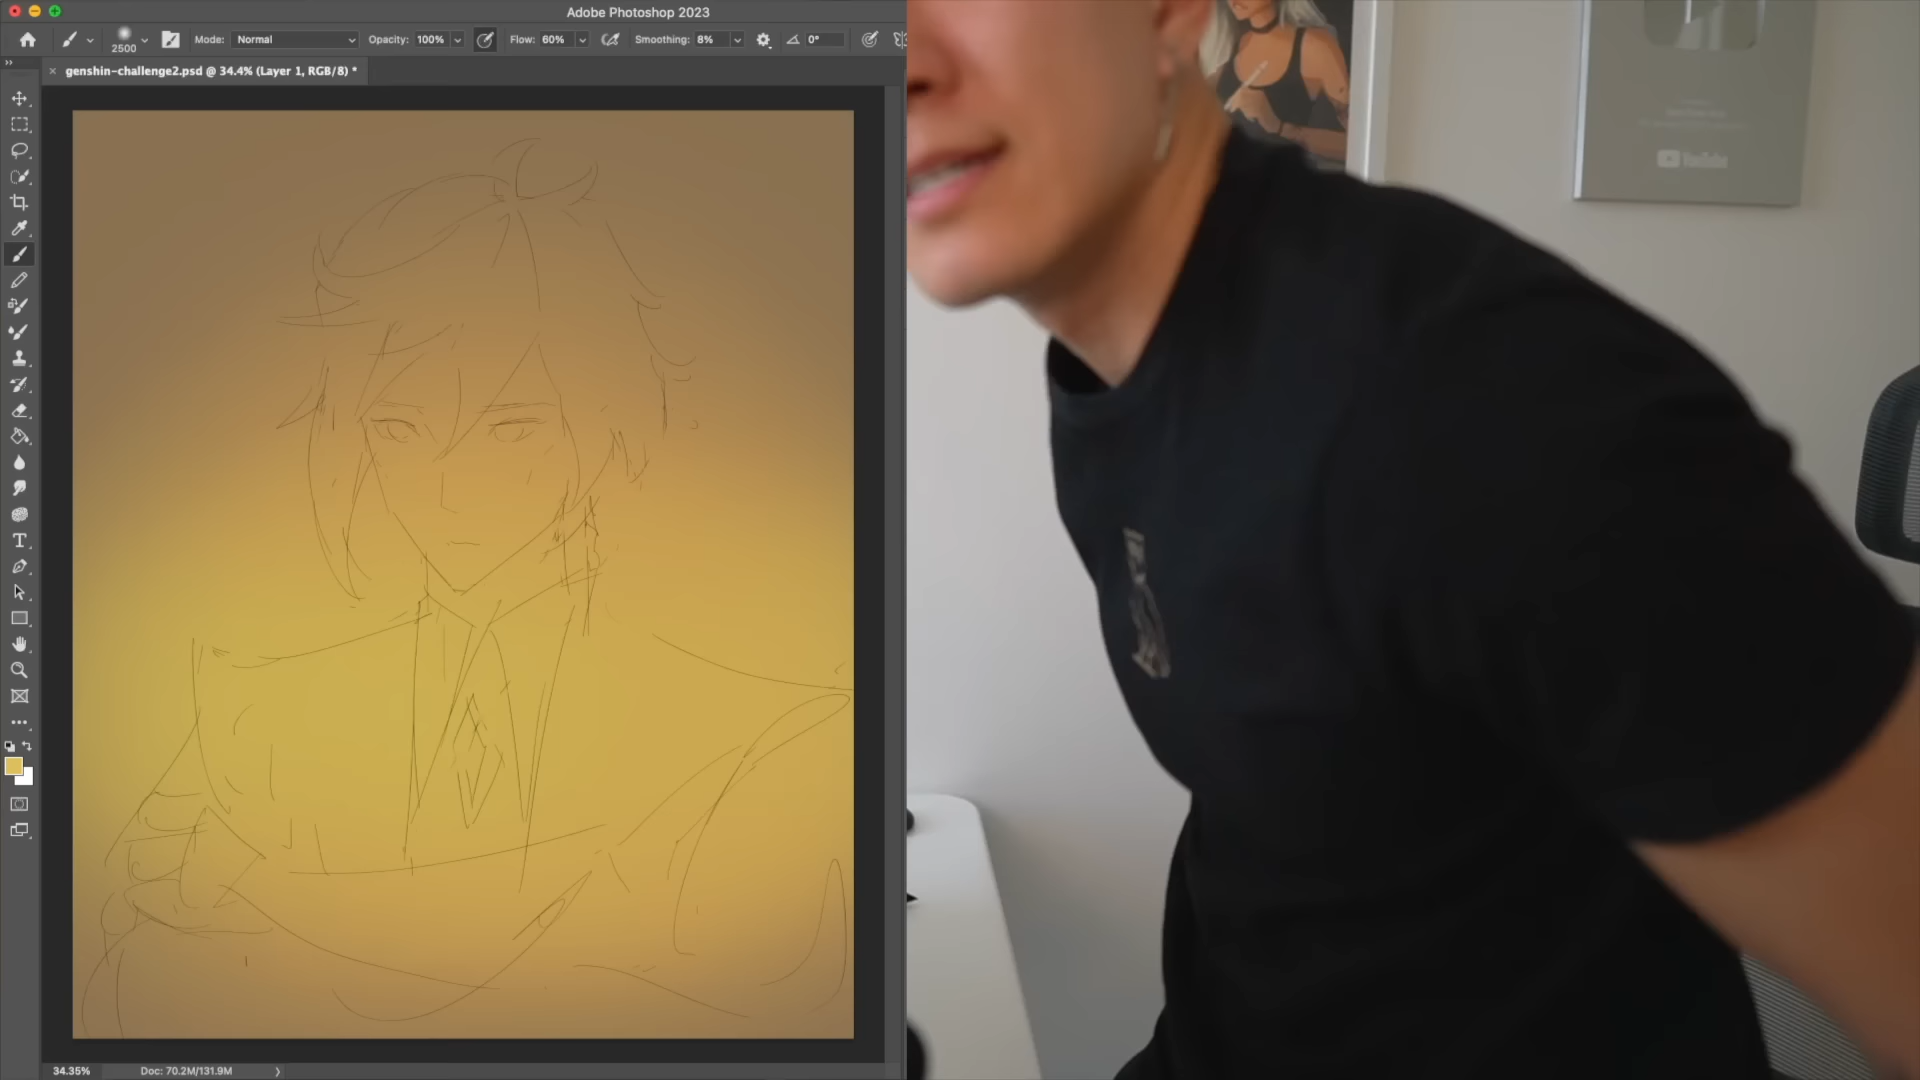 Adobe Photoshop 2023
2500
Mode: Normal
Opacity: 100%
Flow: 60%
Smoothing: 8%
0°
genshin-challenge2.psd @ 34.4% (Layer 1, RGB/8) *
T
YouTube
34.35%
Doc: 70.2M/131.9M